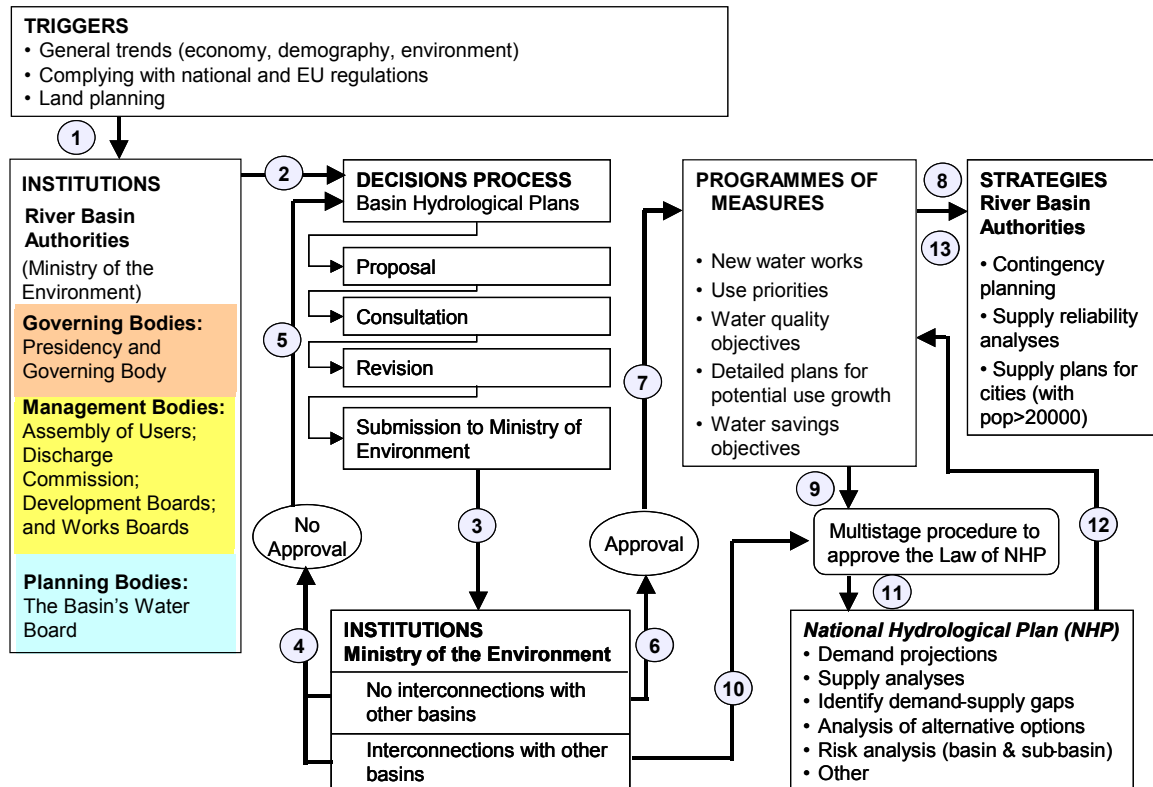 TRIGGERS
• General trends (economy, demography, environment)
• Complying with national and EU regulations
• Land planning
1
INSTITUTIONS
River Basin
Authorities
(Ministry of the
Environment)
Governing Bodies:
Presidency and
Governing Body
Management Bodies:
Assembly of Users;
Discharge
Commission;
Development Boards;
and Works Boards
Planning Bodies:
The Basin's Water
Board
2
DECISIONS PROCESS
Basin Hydrological Plans
Proposal
Consultation
Revision
Submission to Ministry of
Environment
5
3
No
Approval
4
INSTITUTIONS
Ministry of the Environment
No interconnections with
other basins
Interconnections with other
basins
6
Approval
7
10
PROGRAMMES OF
MEASURES
• New water works
• Use priorities
• Water quality
objectives
• Detailed plans for
potential use growth
• Water savings
objectives
8
13
STRATEGIES
River Basin
Authorities
• Contingency
planning
• Supply reliability
analyses
• Supply plans for
cities (with
pop>20000)
9
Multistage procedure to
approve the Law of NHP
11
12
National Hydrological Plan (NHP)
• Demand projections
• Supply analyses
• Identify demand-supply gaps
• Analysis of alternative options
• Risk analysis (basin & sub-basin)
• Other